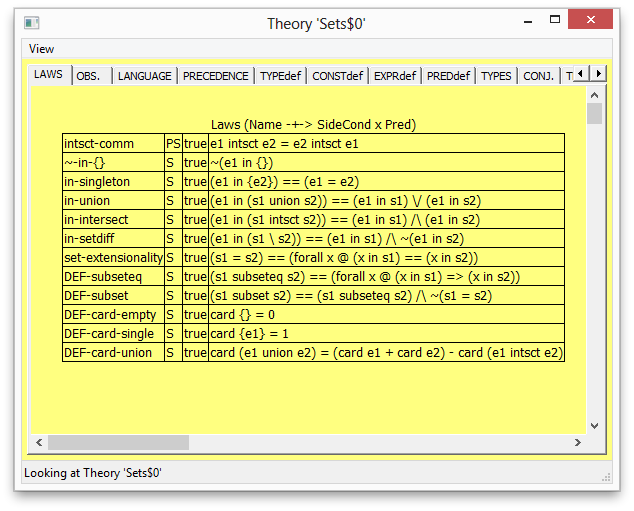 Theory 'Sets$0'
View
LAWS OBS. LANGUAGE PRECEDENCE TYPEdef CONSTdef EXPRdef PREDdef TYPES CONJ. T
Laws (Name -+-> SideCond x Pred)
intsct-comm PS true e1 intsct e2 = e2 intsct e1
~-in-{} S true ~(e1 in {})
in-singleton S true (e1 in {e2}) == (e1 = e2)
in-union S true (e1 in (s1 union s2)) == (e1 in s1) \/ (e1 in s2)
in-intersect S true (e1 in (s1 intsct s2)) == (e1 in s1) /\ (e1 in s2)
in-setdiff S true (e1 in (s1 \ s2)) == (e1 in s1) /\ ~(e1 in s2)
set-extensionality S true (s1 = s2) == (forall x @ (x in s1) == (x in s2))
DEF-subseteq S true (s1 subseteq s2) == (forall x @ (x in s1) => (x in s2))
DEF-subset S true (s1 subset s2) == (s1 subseteq s2) /\ ~(s1 = s2)
DEF-card-empty S true card {} = 0
DEF-card-single S true card {e1} = 1
DEF-card-union S true card (e1 union e2) = (card e1 + card e2) - card (e1 intsct e2)
Looking at Theory 'Sets$0'